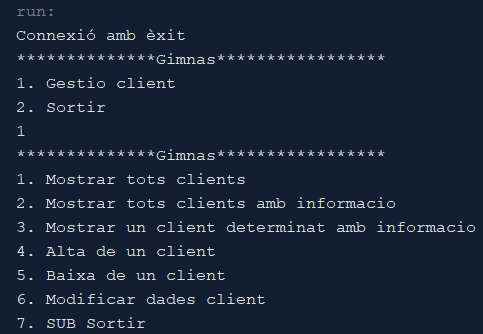 run:
Connexió amb èxit
**************Gimnas*****************
1. Gestio client
2. Sortir
1
**************Gimnas*****************
1. Mostrar tots clients
2. Mostrar tots clients amb informacio
3. Mostrar un client determinat amb informacio
4. Alta de un client
5. Baixa de un client
6. Modificar dades client
7. SUB Sortir